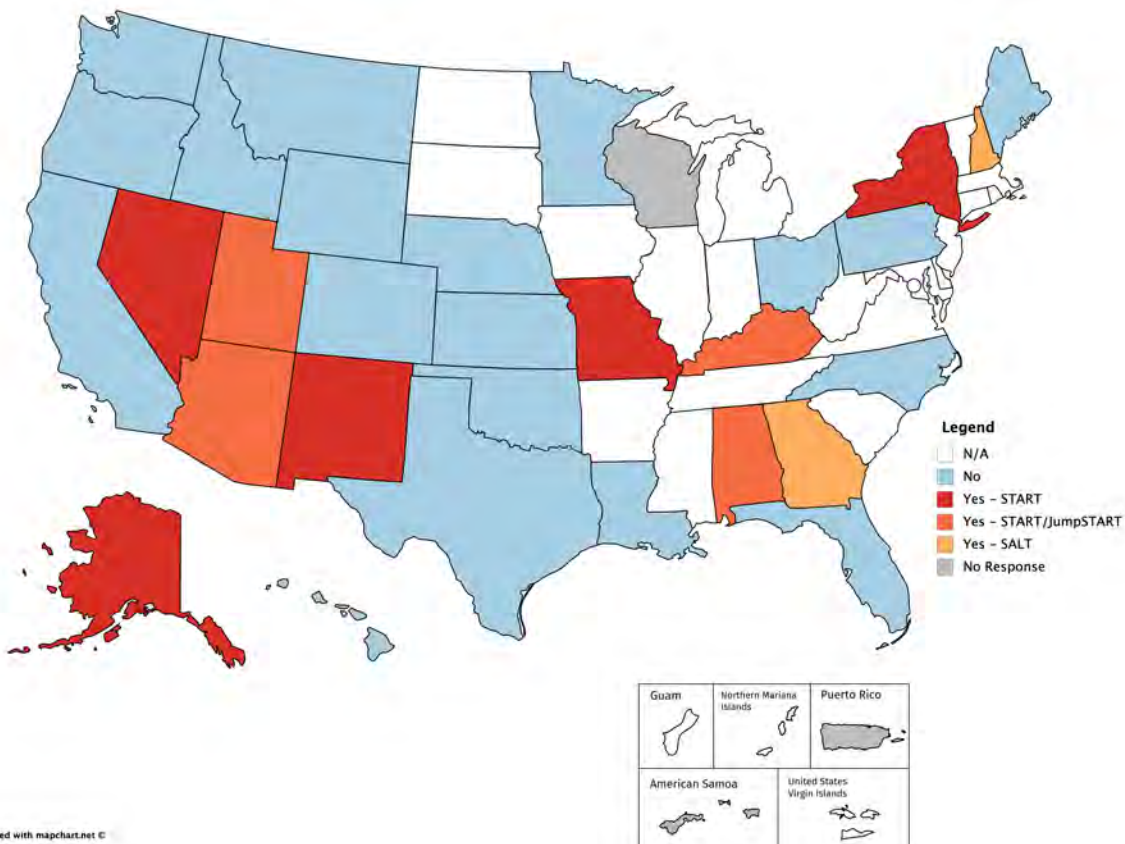 Legend
N/A
No
Yes – START
Yes – START/JumpSTART
Yes – SALT
No Response
Guam
Northern Mariana
Islands
Puerto Rico
American Samoa
United States
Virgin Islands
ed with mapchart.net ©